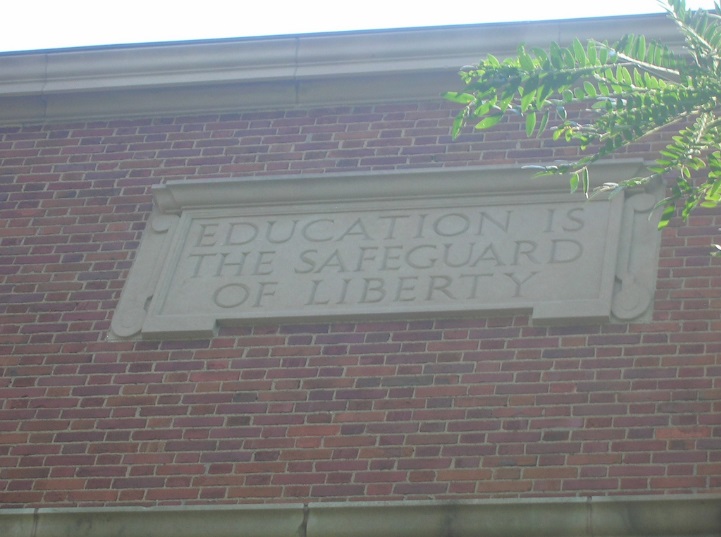 EDUCATION IS
THE SAFEGUARD
OF LIBERTY